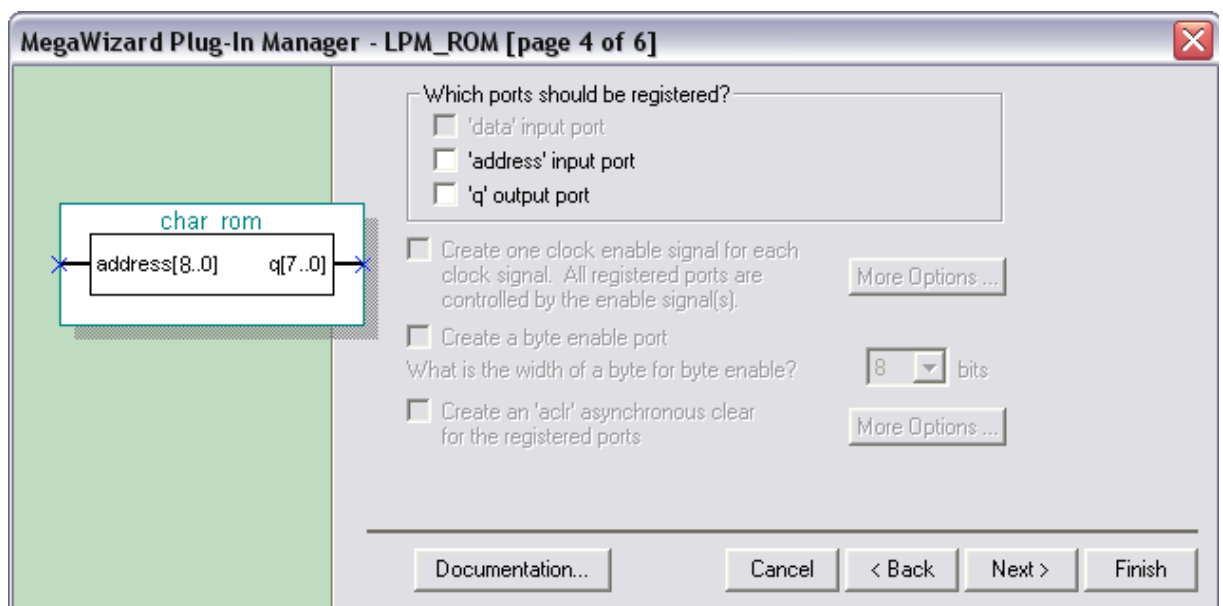 MegaWizard Plug-In Manager - LPM_ROM [page 4 of 6]
char rom
address[8..0] q[7..0]
Which ports should be registered?
'data' input port
'address' input port
'q' output port
Create one clock enable signal for each
clock signal. All registered ports are
controlled by the enable signal(s).
More Options ...
Create a byte enable port
What is the width of a byte for byte enable?
8 bits
Create an 'aclr' asynchronous clear
for the registered ports
More Options ...
Documentation...
Cancel
< Back
Next >
Finish